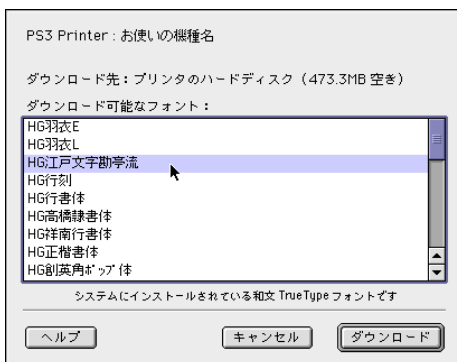 PS3 Printer : お使いの機種名
ダウンロード先：プリンタのハードディスク（473.3MB 空き）
ダウンロード可能なフォント：
HG羽衣E
HG羽衣L
HG江戸文字勘亭流
HG行刻
HG行書体
HG高橋隷書体
HG祥南行書体
HG正楷書体
HG創英角ﾎﾟｯﾌﾟ体
システムにインストールされている和文 TrueType フォントです
ヘルプ キャンセル ダウンロード